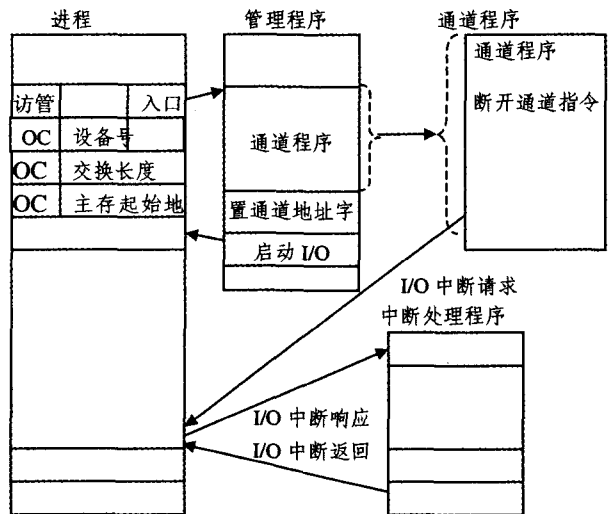 进程
管理程序
通道程序
访管 入口
OC 设备号
OC 交换长度
OC 主存起始地
通道程序
置通道地址字
启动 I/O
通道程序
断开通道指令
I/O 中断请求
中断处理程序
I/O 中断响应
I/O 中断返回